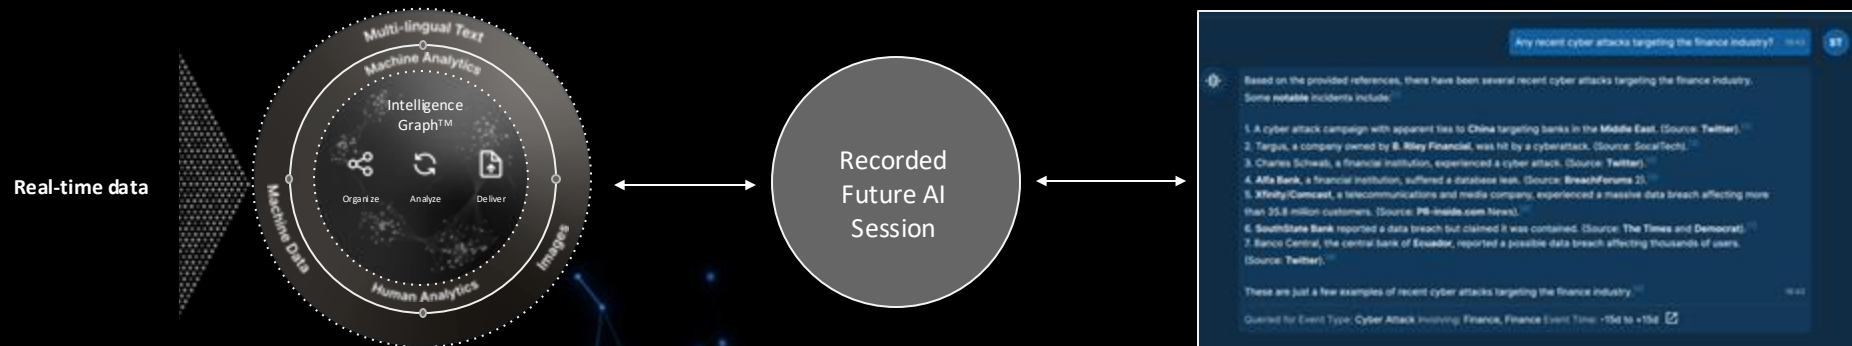 Real-time data
Multi-lingual Text
Machine Analytics
Intelligence
Graph™
Organize
Analyze
Deliver
Machine Data
Images
Human Analytics
Recorded
Future AI
Session
Any recent cyber attacks targeting the finance industry?
ST
Based on the provided references, there have been several recent cyber attacks targeting the finance industry.
Some notable incidents include:
1. A cyber attack campaign with apparent ties to China targeting banks in the Middle East. (Source: Twitter).
2. Targus, a company owned by B. Riley Financial, was hit by a cyberattack. (Source: SocalTech).
3. Charles Schwab, a financial institution, experienced a cyber attack. (Source: Twitter).
4. Alfa Bank, a financial institution, suffered a database leak. (Source: BreachForums 2).
5. Xfinity/Comcast, a telecommunications and media company, experienced a massive data breach affecting more
than 35.8 million customers. (Source: PR-Inside.com News).
6. SouthState Bank reported a data breach but claimed it was contained. (Source: The Times and Democrat).
7. Banco Central, the central bank of Ecuador, reported a possible data breach affecting thousands of users.
(Source: Twitter).
These are just a few examples of recent cyber attacks targeting the finance industry.
Queried for Event Type: Cyber Attack Involving: Finance, Finance Event Time: -15d to +15d